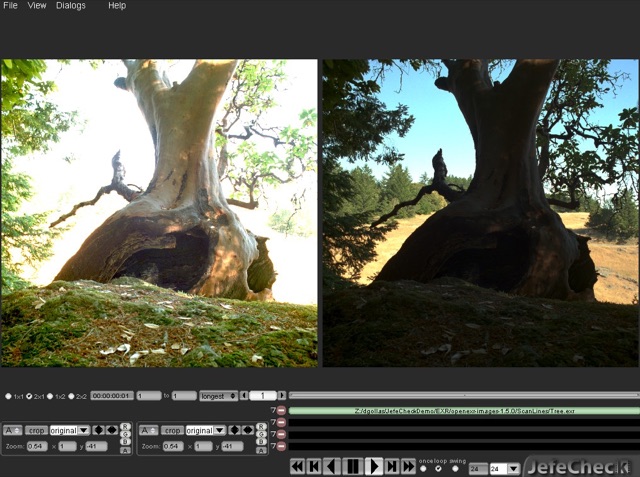 File View Dialogs Help
1x1 2x1 1x2 2x2 00:00:00:01 1 to 1 longest 1
Z:/dgollas/JefeCheckDemo/EXR/openexr-images-1.5.0/ScanLines/Tree.exr
A crop original R G B A A crop original R G B A
Zoom: 0.54 x 1 y -41 Zoom: 0.54 x 1 y -41
once loop swing
24 24 JefeCheck